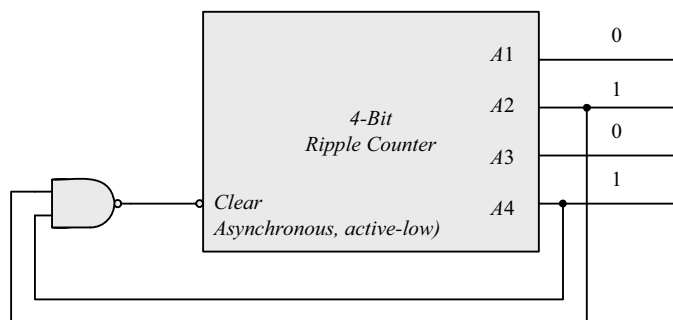 0
A1
1
A2
4-Bit
Ripple Counter
0
A3
1
A4
Clear
Asynchronous, active-low)